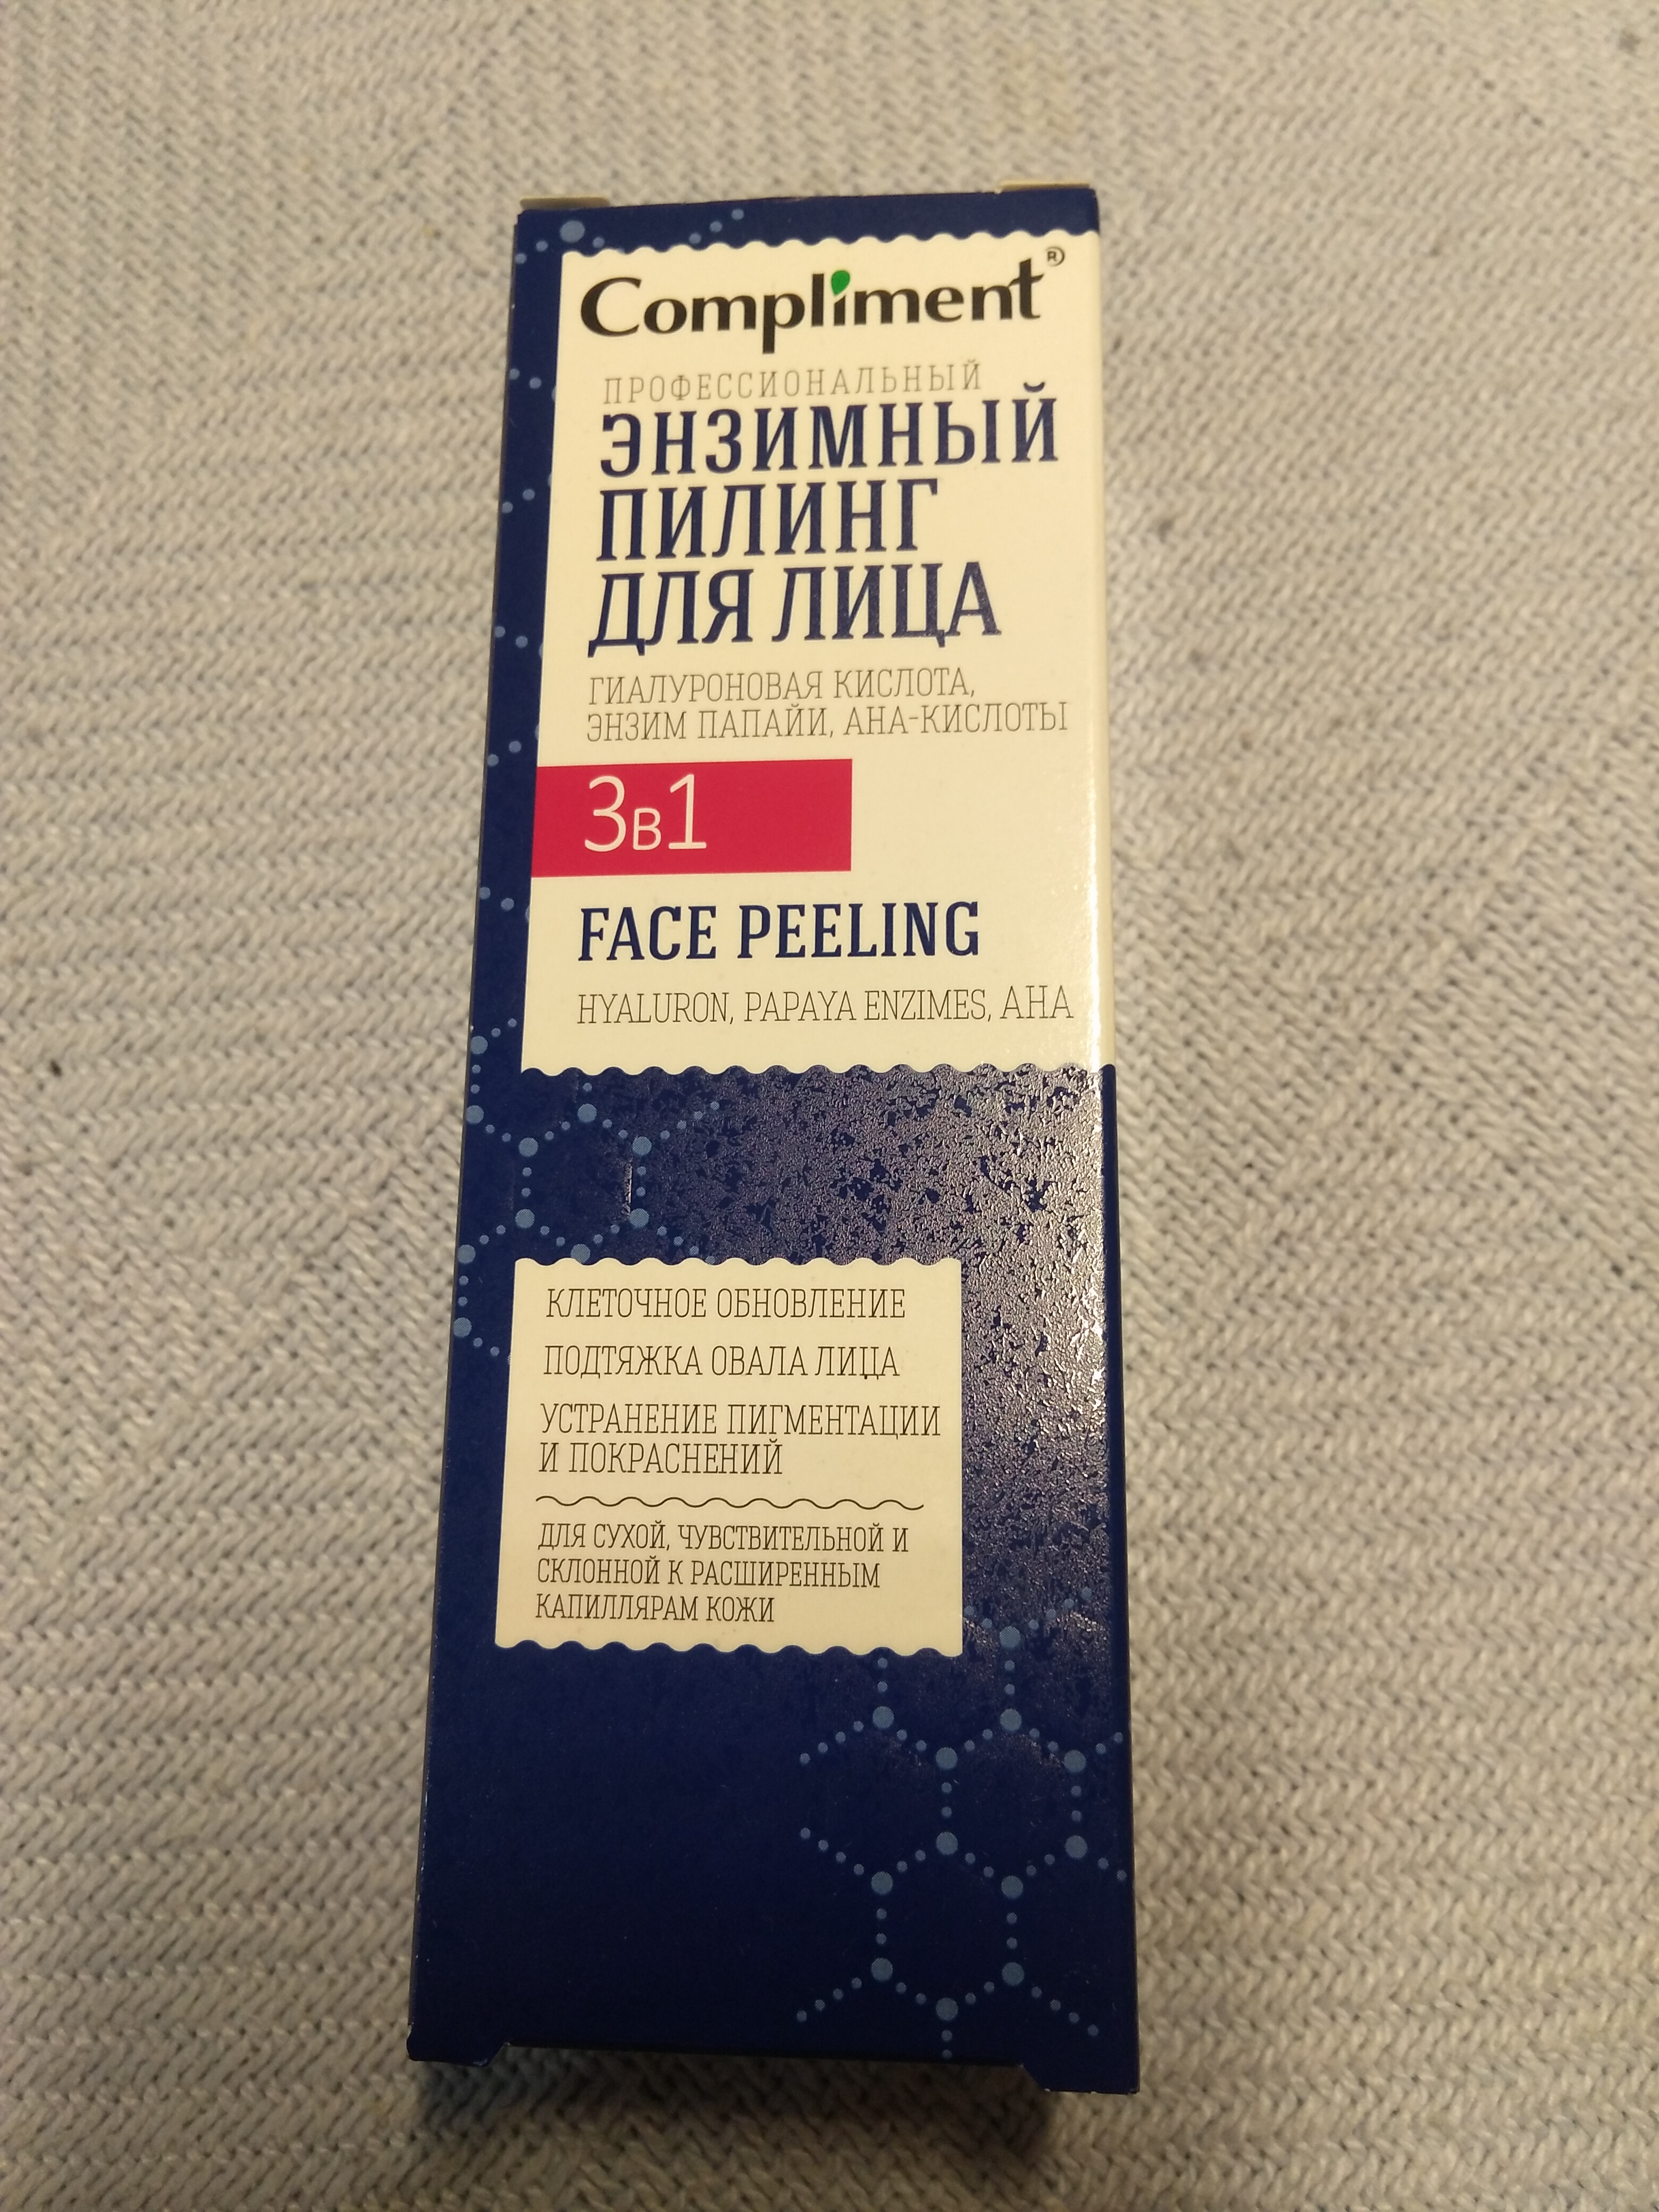 Compliment®
ПРОФЕССИОНАЛЬНЫЙ
ЭНЗИМНЫЙ
ПИЛИНГ
ДЛЯ ЛИЦА
ГИАЛУРОНОВАЯ КИСЛОТА,
ЭНЗИМ ПАПАЙИ, АНА-КИСЛОТЫ
3в1
FACE PEELING
HYALURON, PAPAYA ENZIMES, AHA
КЛЕТОЧНОЕ ОБНОВЛЕНИЕ
ПОДТЯЖКА ОВАЛА ЛИЦА
УСТРАНЕНИЕ ПИГМЕНТАЦИИ
И ПОКРАСНЕНИЙ
ДЛЯ СУХОЙ, ЧУВСТВИТЕЛЬНОЙ И
СКЛОННОЙ К РАСШИРЕННЫМ
КАПИЛЛЯРАМ КОЖИ